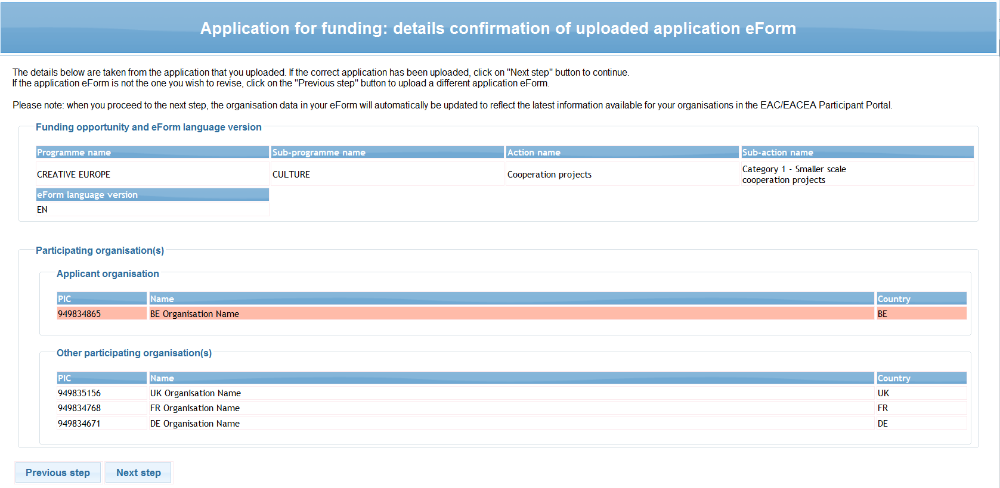 Application for funding: details confirmation of uploaded application eForm
The details below are taken from the application that you uploaded. If the correct application has been uploaded, click on "Next step" button to continue.
If the application eForm is not the one you wish to revise, click on the "Previous step" button to upload a different application eForm.
Please note: when you proceed to the next step, the organisation data in your eForm will automatically be updated to reflect the latest information available for your organisations in the EAC/EACEA Participant Portal.
Funding opportunity and eForm language version
Programme name Sub-programme name Action name Sub-action name
CREATIVE EUROPE CULTURE Cooperation projects Category 1 - Smaller scale
cooperation projects
eForm language version
EN
Participating organisation(s)
Applicant organisation
PIC Name Country
949834865 BE Organisation Name BE
Other participating organisation(s)
PIC Name Country
949835156 UK Organisation Name UK
949834768 FR Organisation Name FR
949834671 DE Organisation Name DE
Previous step Next step